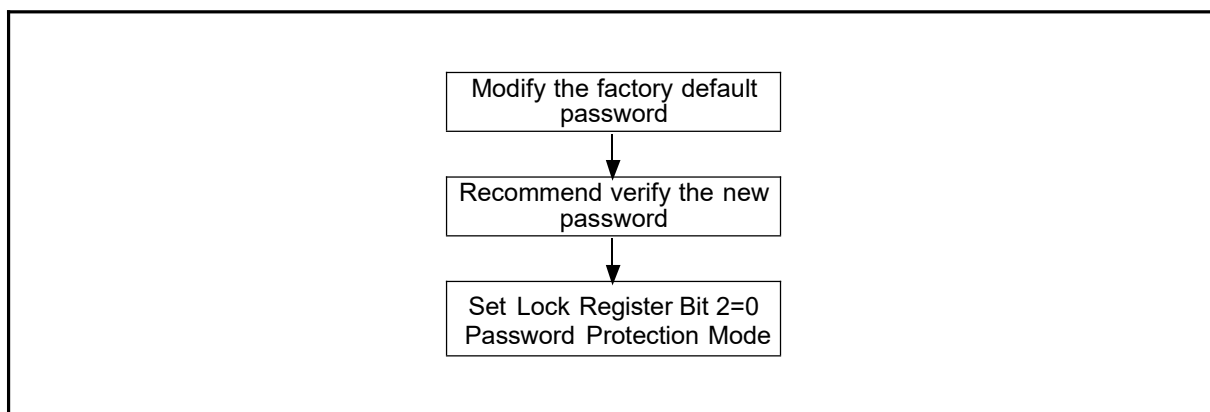 Modify the factory default
password
Recommend verify the new
password
Set Lock Register Bit 2=0
Password Protection Mode